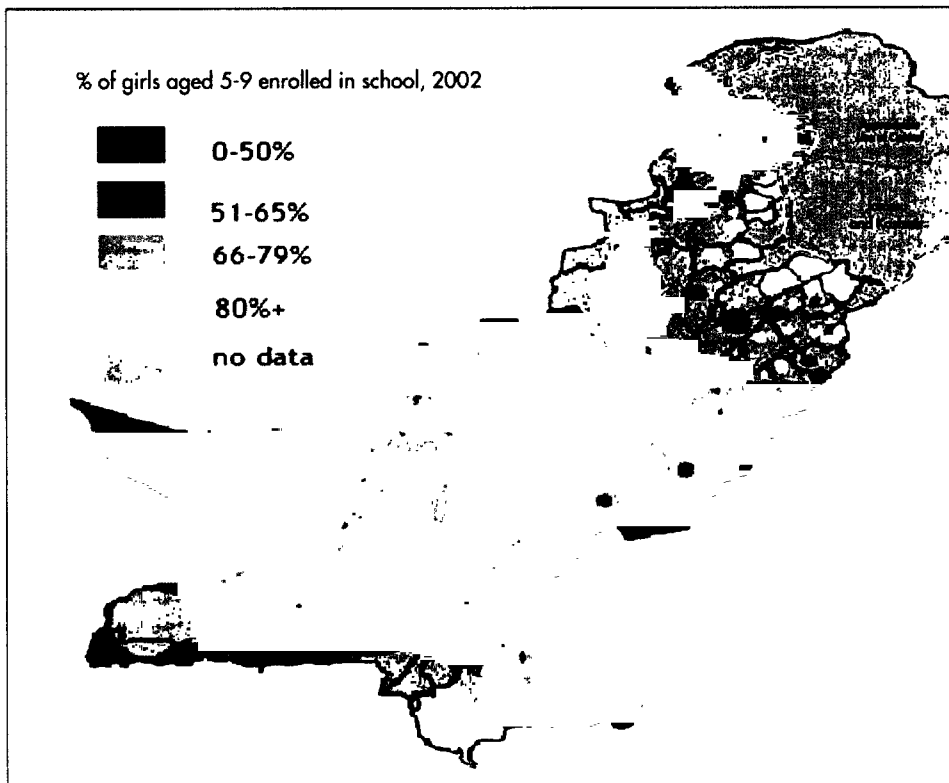 % of girls aged 5-9 enrolled in school, 2002
0-50%
51-65%
66-79%
80%+
no data